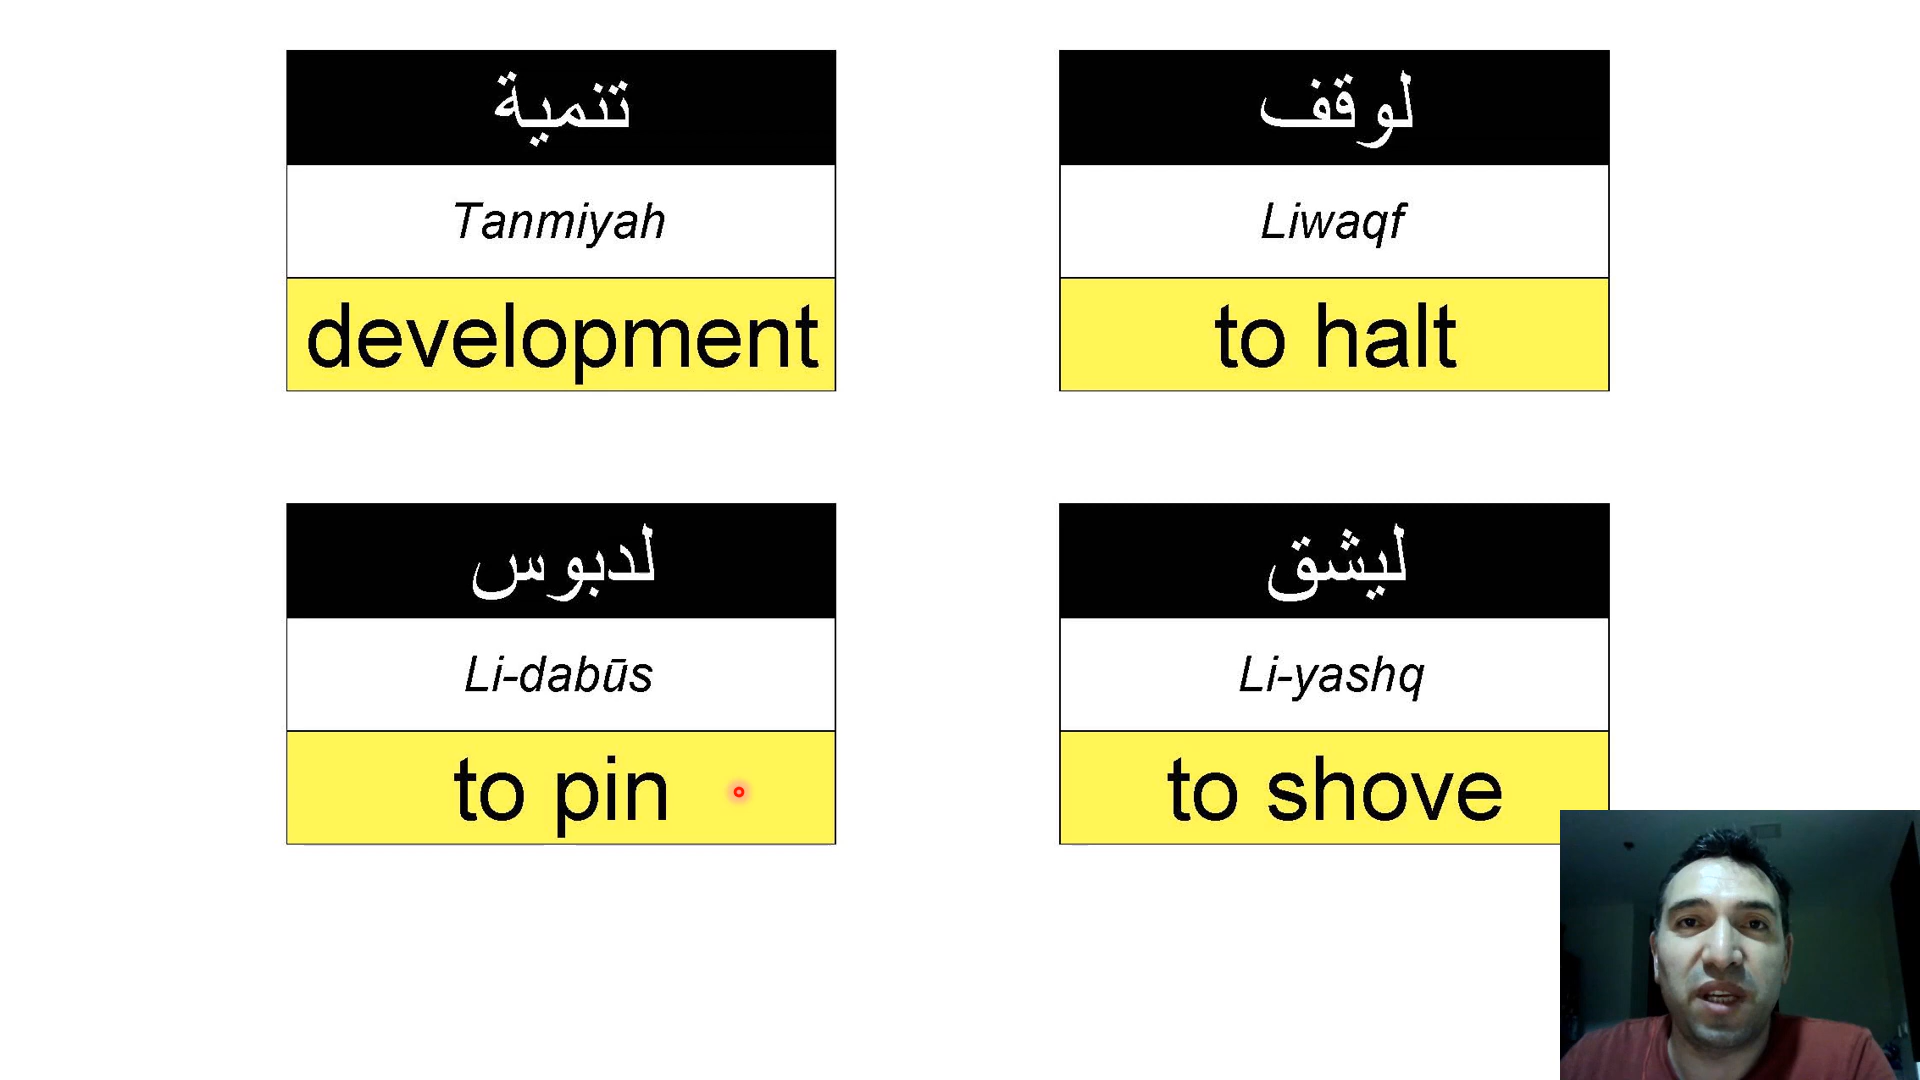 تنمية
Tanmiyah
development
لوقف
Liwaqf
to halt
لدبوس
Li-dabūs
to pin
ليشق
Li-yashq
to shove